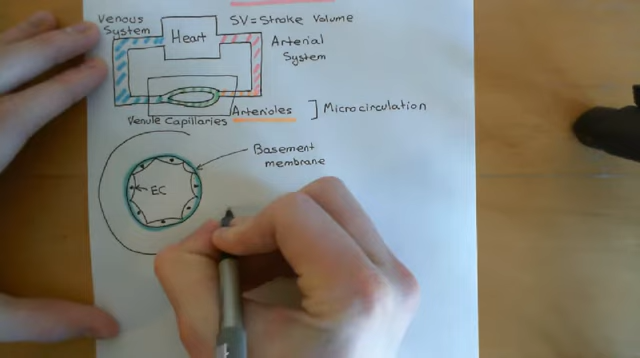 Venous
System
SV=Stroke Volume
Heart
Arterial
System
Venule Capillaries
Arterioles
Microcirculation
Basement
membrane
EC